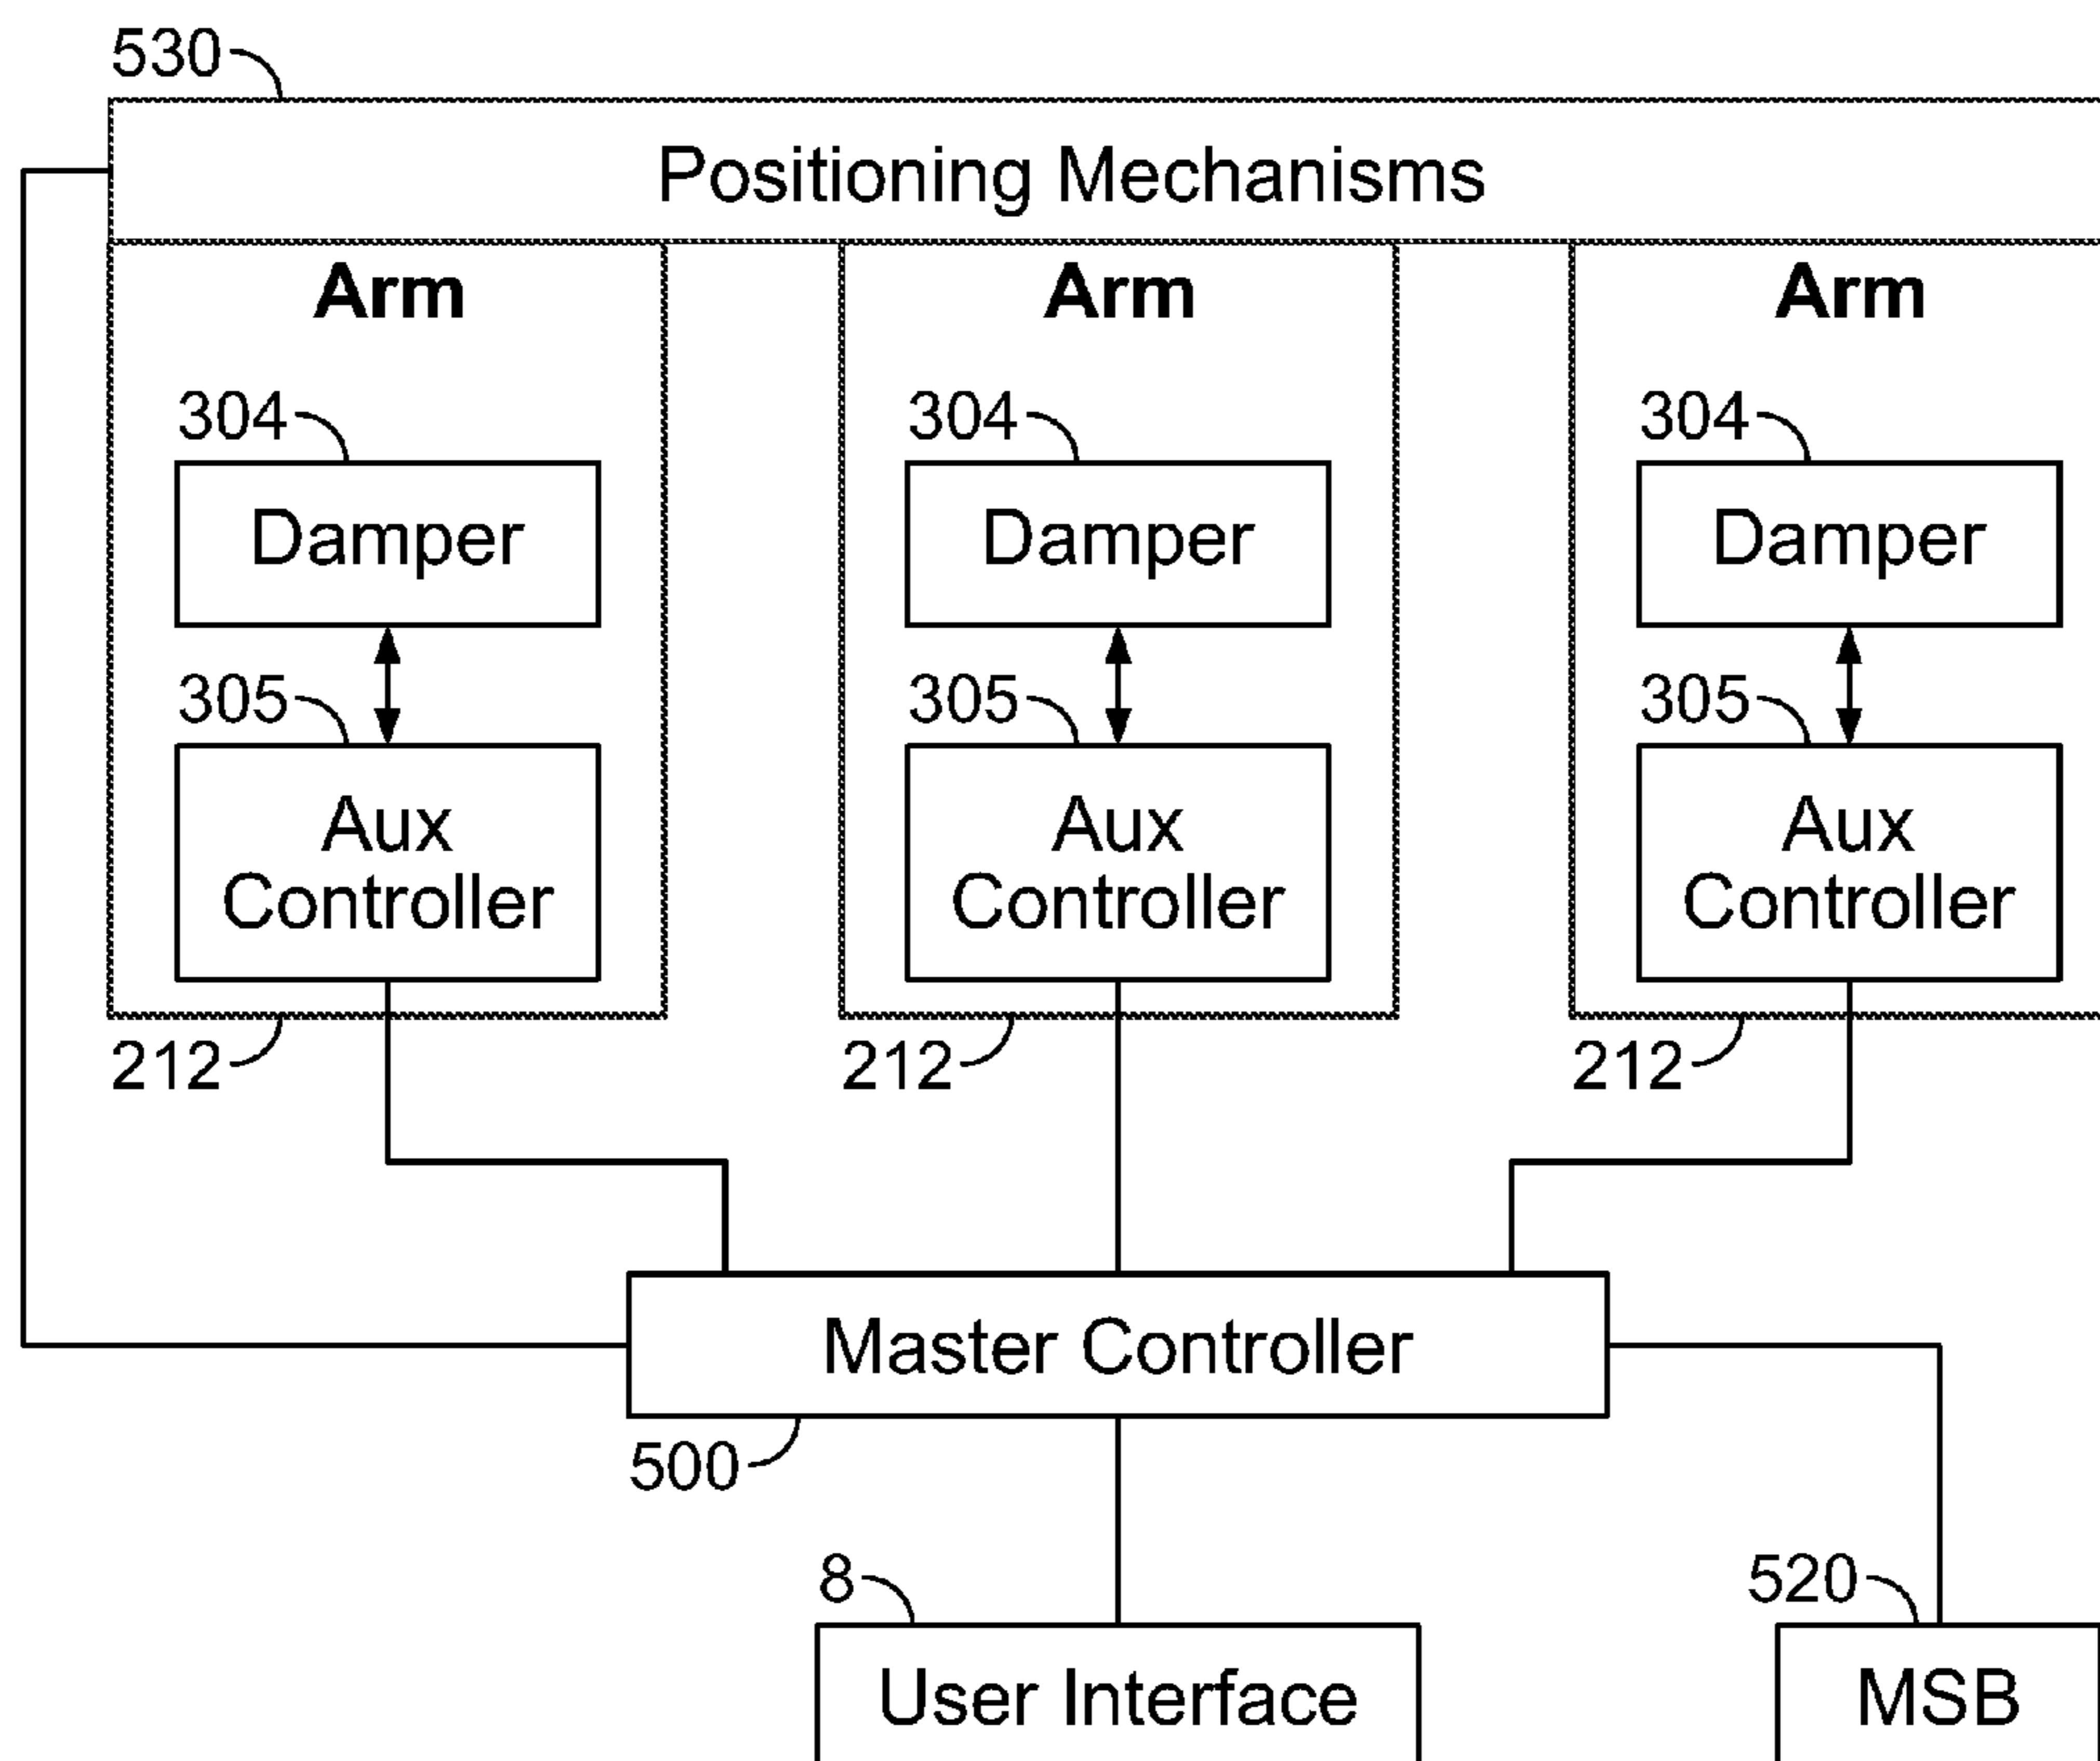 530
Positioning Mechanisms
Arm Arm Arm
304 304 304
Damper Damper Damper
305 305 305
Aux Controller Aux Controller Aux Controller
212 212 212
Master Controller
500
8 520
User Interface MSB